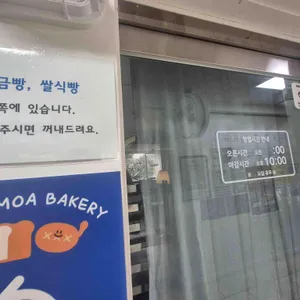 금빵, 쌀식빵
쪽에 있습니다.
주시면 꺼내드려요.
MOA BAKERY
영업시간 안내
오픈시간 :00
마감시간 10:00